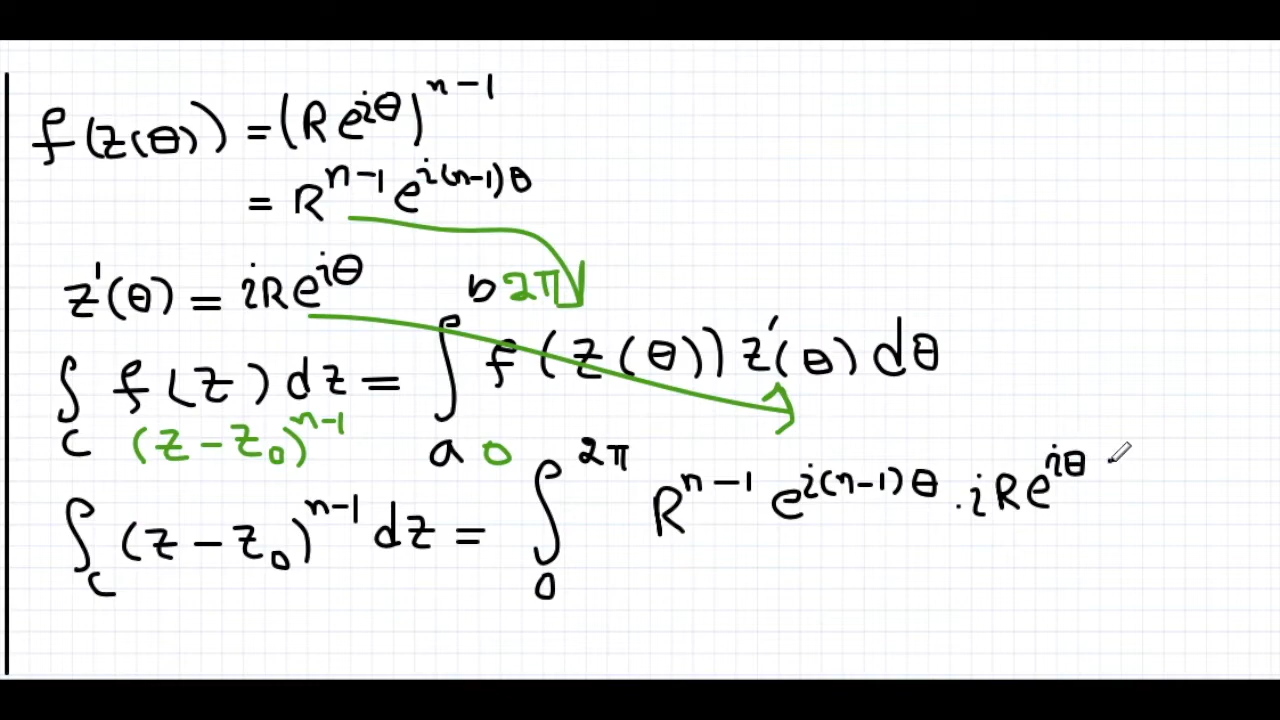 f(z(θ)) = (Re^{iθ})^{n-1}
= R^{n-1} e^{i(n-1)θ}
z'(θ) = iRe^{iθ}
∫_C f(z) dz = ∫_a^b f(z(θ)) z'(θ) dθ
(z - z_0)^{n-1} 0 2π
∫_C (z - z_0)^{n-1} dz = ∫_0^{2π} R^{n-1} e^{i(n-1)θ} . iRe^{iθ}